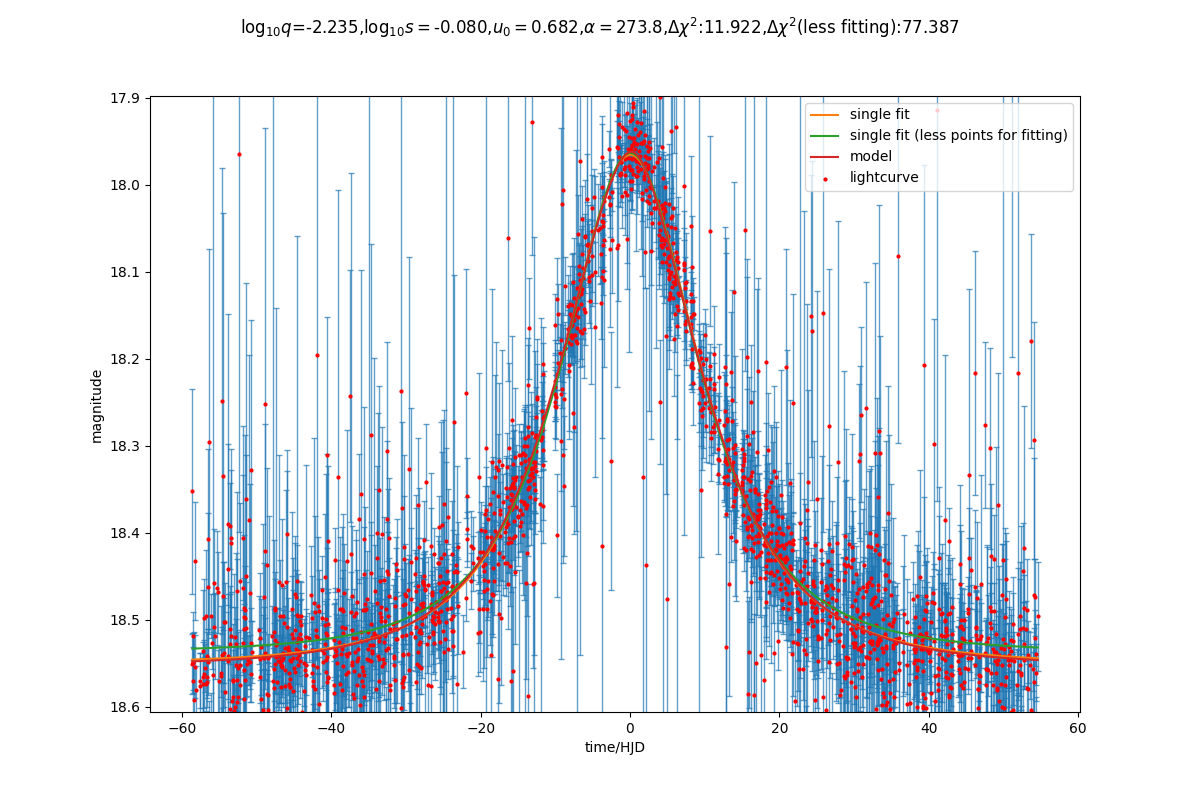 log₁₀q=-2.235,log₁₀s = -0.080,u₀ = 0.682,α = 273.8,Δχ²:11.922,Δχ²(less fitting):77.387
17.9
18.0
18.1
18.2
18.3
18.4
18.5
18.6
magnitude
single fit
single fit (less points for fitting)
model
lightcurve
−60
−40
−20
0
20
40
60
time/HJD